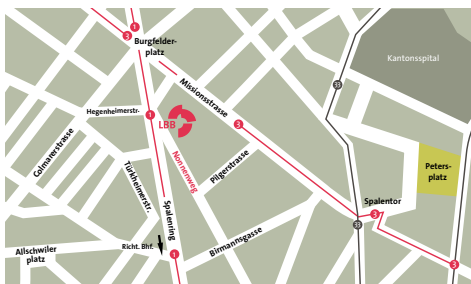 1
3
Burgfelder-
platz
Kantonsspital
Missionsstrasse
33
Hegenheimerstr.
1
LBB
3
Colmarerstrasse
Nonnenweg
Pilgerstrasse
Peters-
platz
Türkheimerstr.
Spalenring
Spalentor
3
33
Birmannsgasse
Allschwiler
platz
Richt. Bhf.
1
3